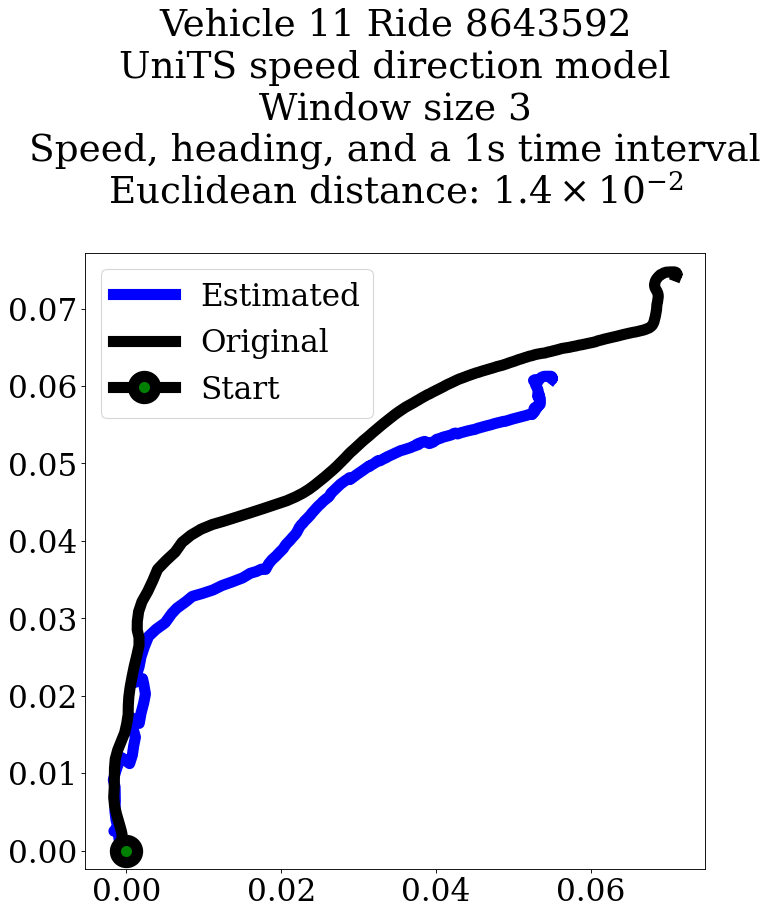 Vehicle 11 Ride 8643592
UniTS speed direction model
Window size 3
Speed, heading, and a 1s time interval
Euclidean distance: 1.4 × 10⁻²
Estimated
Original
Start
0.07
0.06
0.05
0.04
0.03
0.02
0.01
0.00
0.00 0.02 0.04 0.06